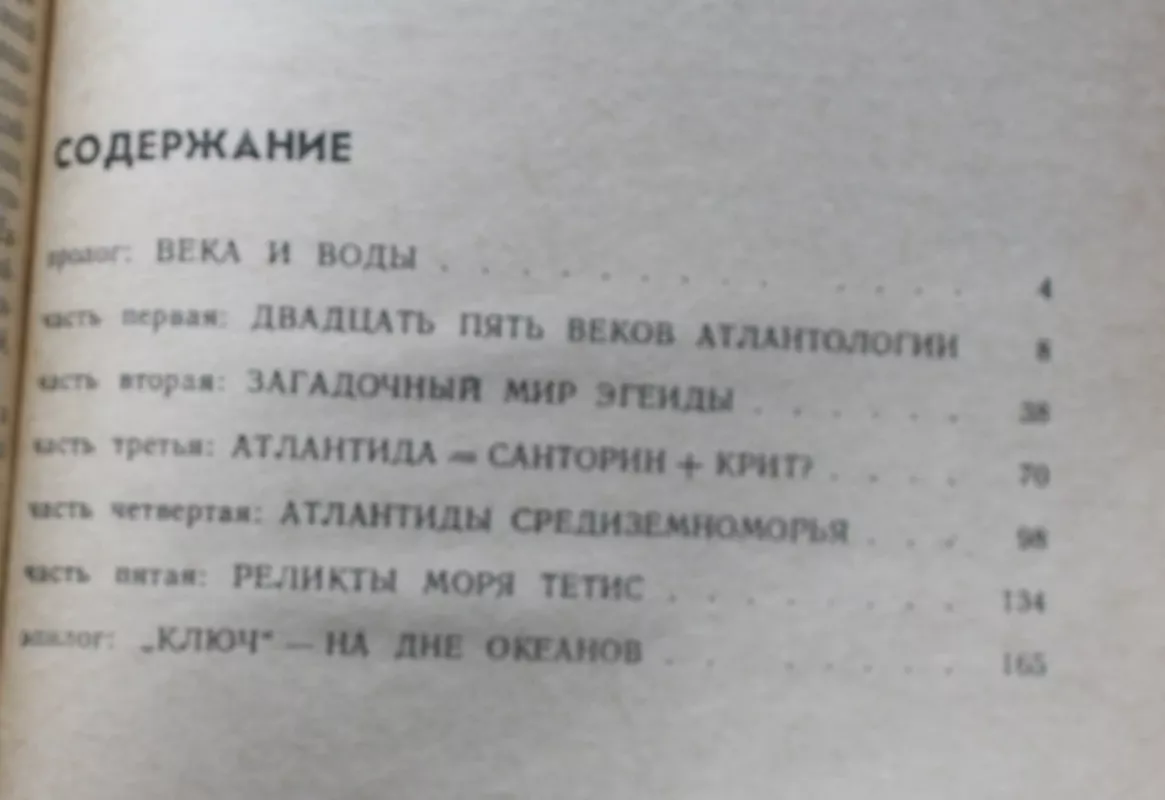 СОДЕРЖАНИЕ
пролог: ВЕКА И ВОДЫ . . . . . . . . . . . . 4
часть первая: ДВАДЦАТЬ ПЯТЬ ВЕКОВ АТЛАНТОЛОГИИ 8
часть вторая: ЗАГАДОЧНЫЙ МИР ЭГЕИДЫ . . . . . . 38
часть третья: АТЛАНТИДА = САНТОРИН + КРИТ? . . . . 70
часть четвертая: АТЛАНТИДЫ СРЕДИЗЕМНОМОРЬЯ . . . 98
часть пятая: РЕЛИКТЫ МОРЯ ТЕТИС . . . . . . . . 134
эпилог: „КЛЮЧ“ — НА ДНЕ ОКЕАНОВ . . . . . . . 165